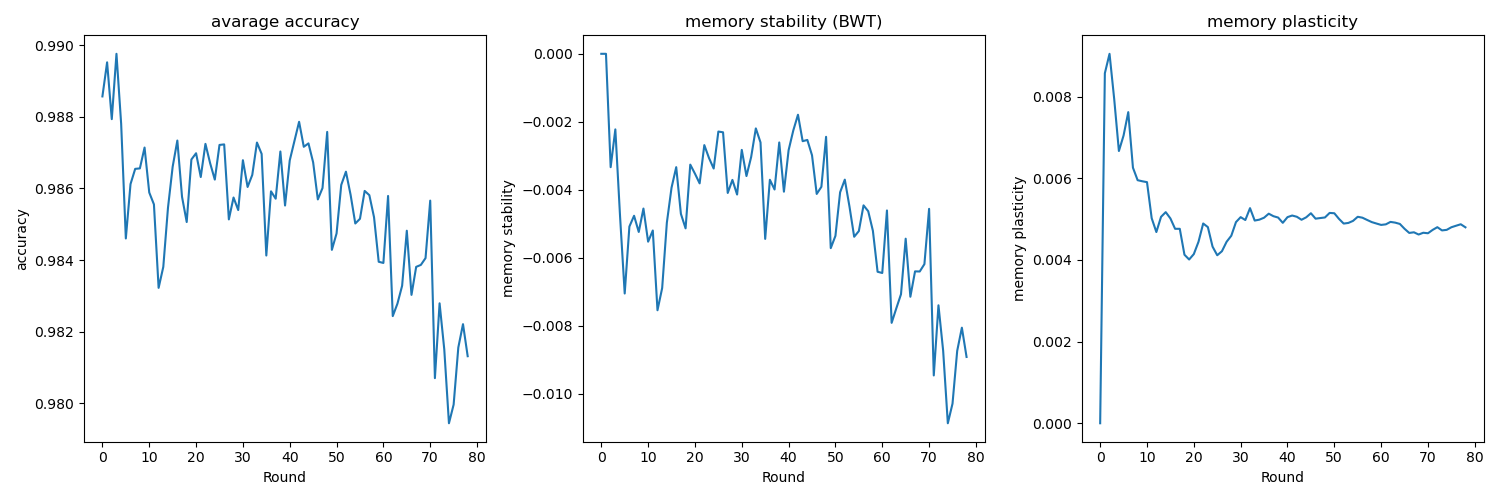 avarage accuracy
accuracy
0.990
0.988
0.986
0.984
0.982
0.980
0 10 20 30 40 50 60 70 80
Round
memory stability (BWT)
memory stability
0.000
−0.002
−0.004
−0.006
−0.008
−0.010
0 10 20 30 40 50 60 70 80
Round
memory plasticity
memory plasticity
0.008
0.006
0.004
0.002
0.000
0 10 20 30 40 50 60 70 80
Round